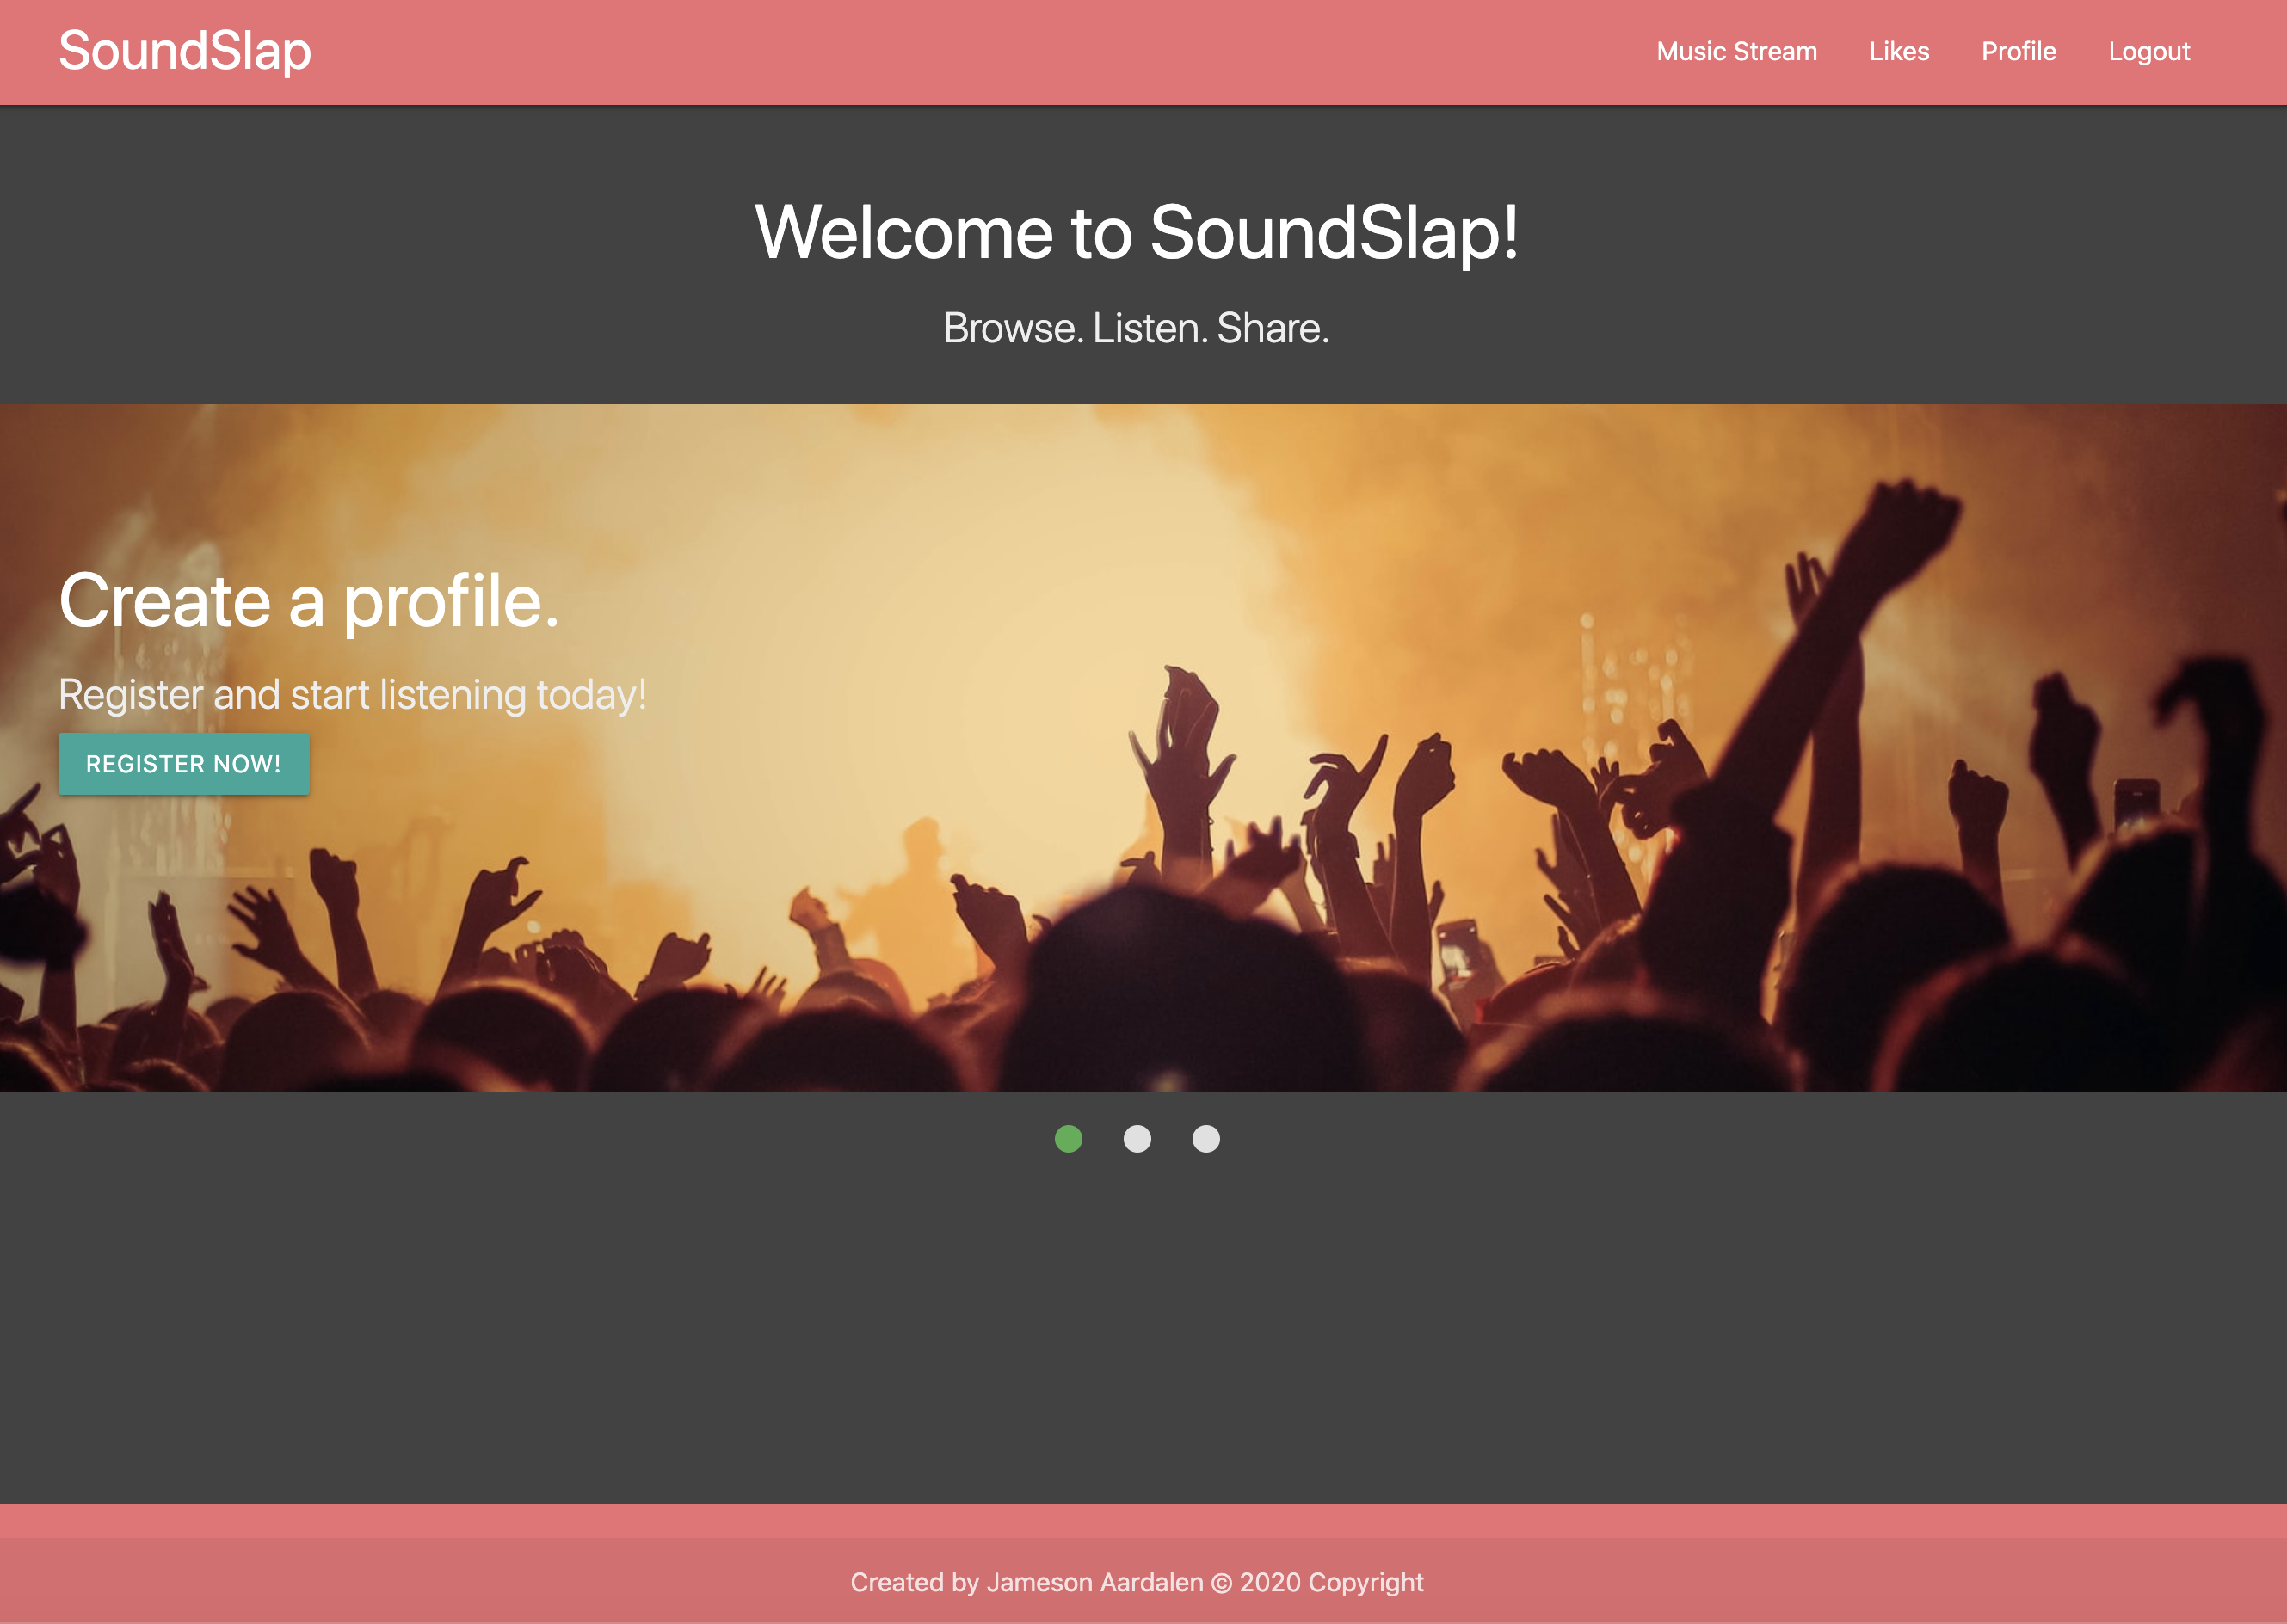 SoundSlap
Music Stream Likes Profile Logout
Welcome to SoundSlap!
Browse. Listen. Share.
Create a profile.
Register and start listening today!
REGISTER NOW!
Created by Jameson Aardalen © 2020 Copyright